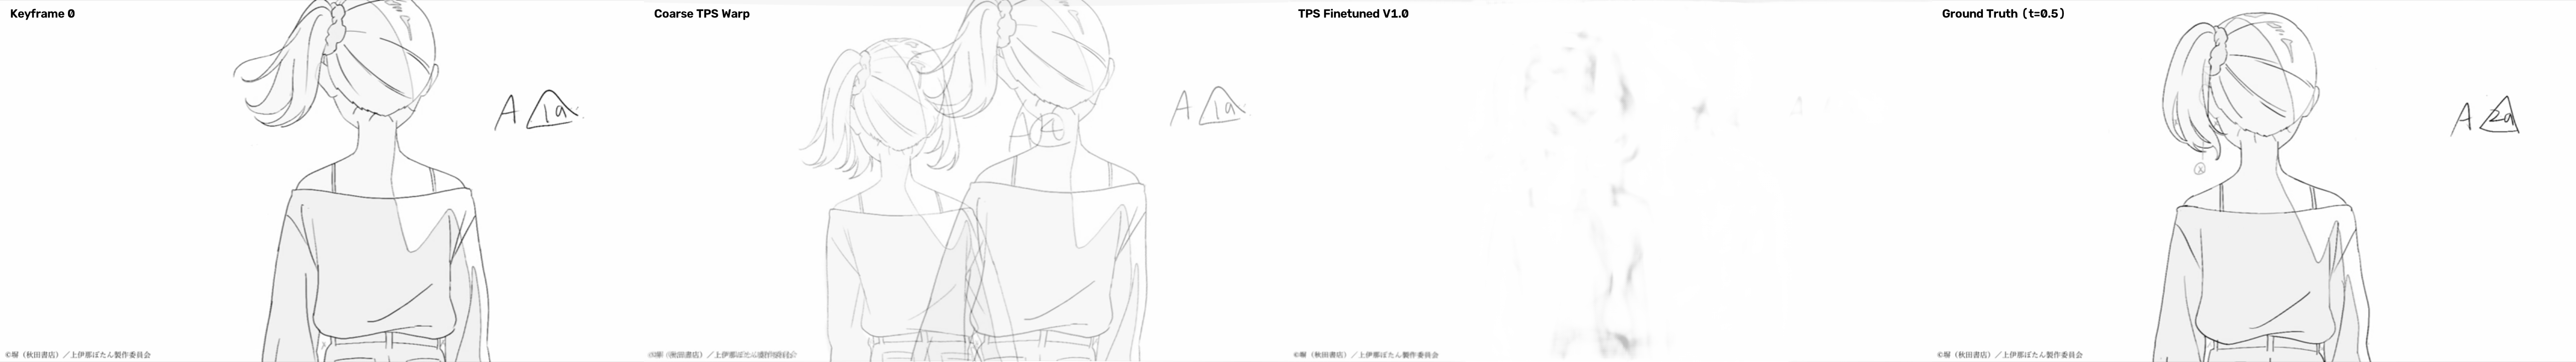 Keyframe 0
A 1a
©塀（秋田書店）／上伊那ぼたん製作委員会
Coarse TPS Warp
A 1a
TPS Finetuned V1.0
©塀（秋田書店）／上伊那ぼたん製作委員会
Ground Truth (t=0.5)
A 2a
©塀（秋田書店）／上伊那ぼたん製作委員会